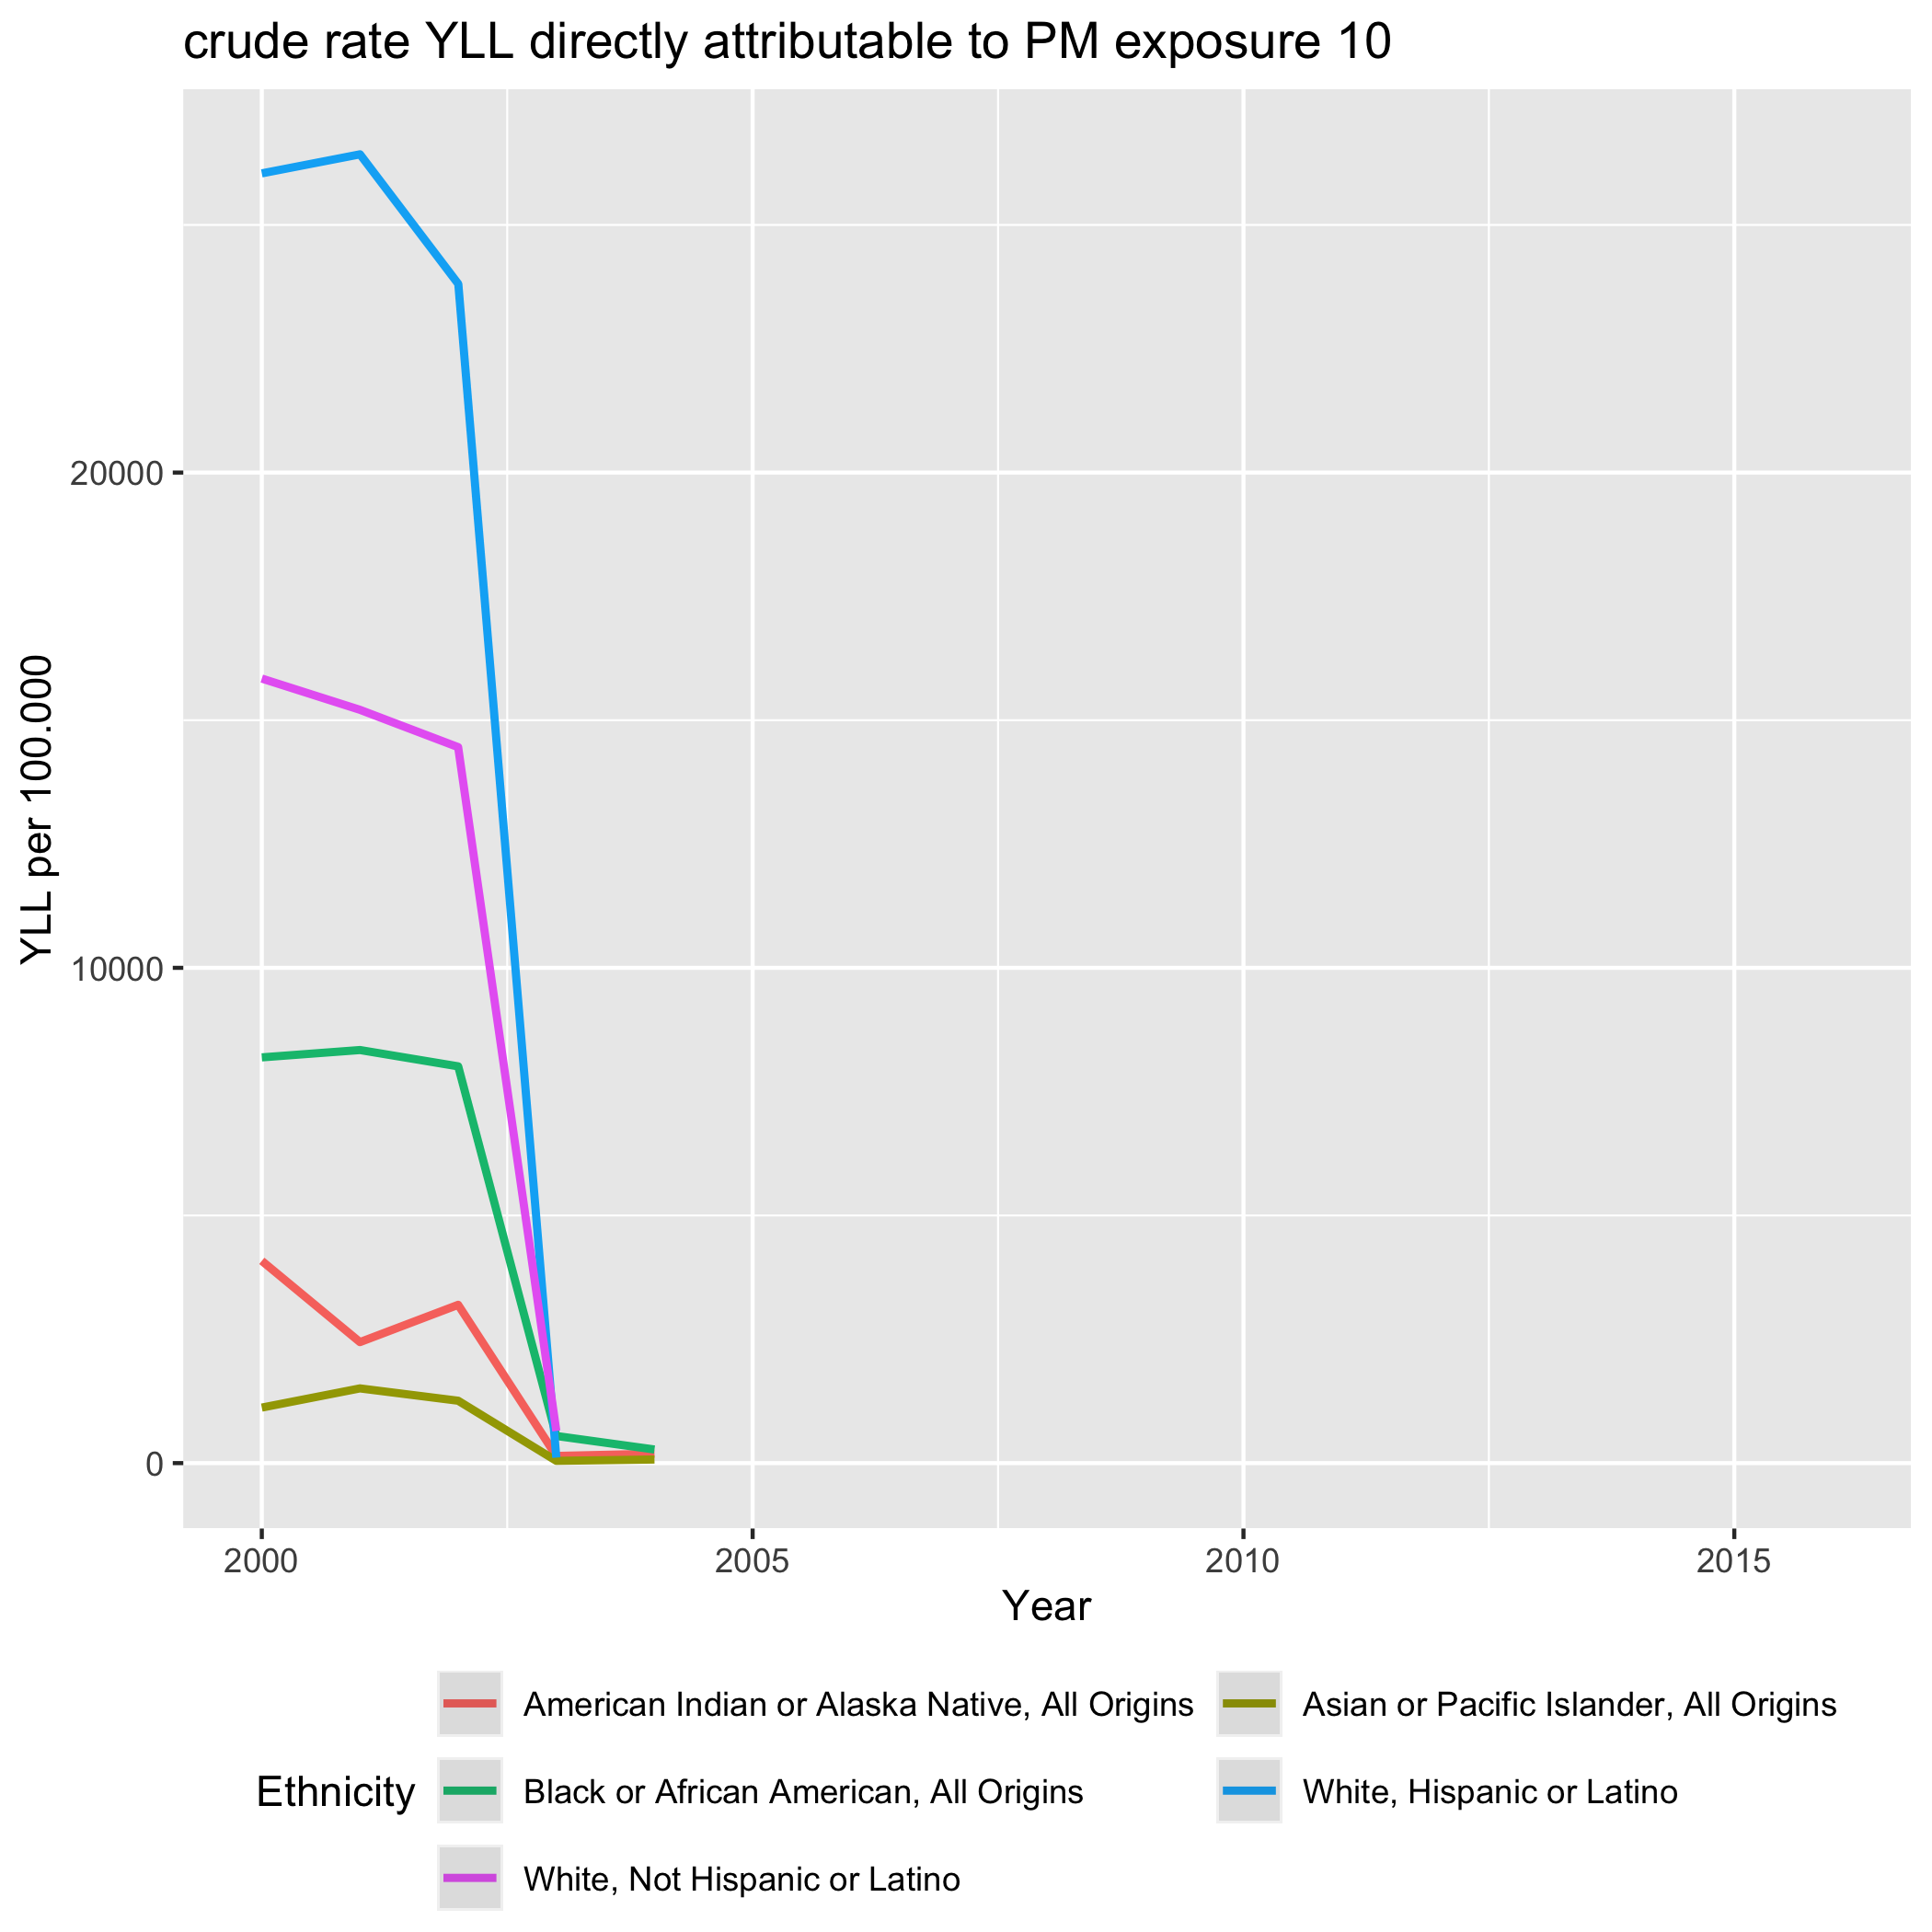 crude rate YLL directly attributable to PM exposure 10
YLL per 100.000
20000
10000
0
2000
2005
2010
2015
Year
Ethnicity
American Indian or Alaska Native, All Origins
Asian or Pacific Islander, All Origins
Black or African American, All Origins
White, Hispanic or Latino
White, Not Hispanic or Latino